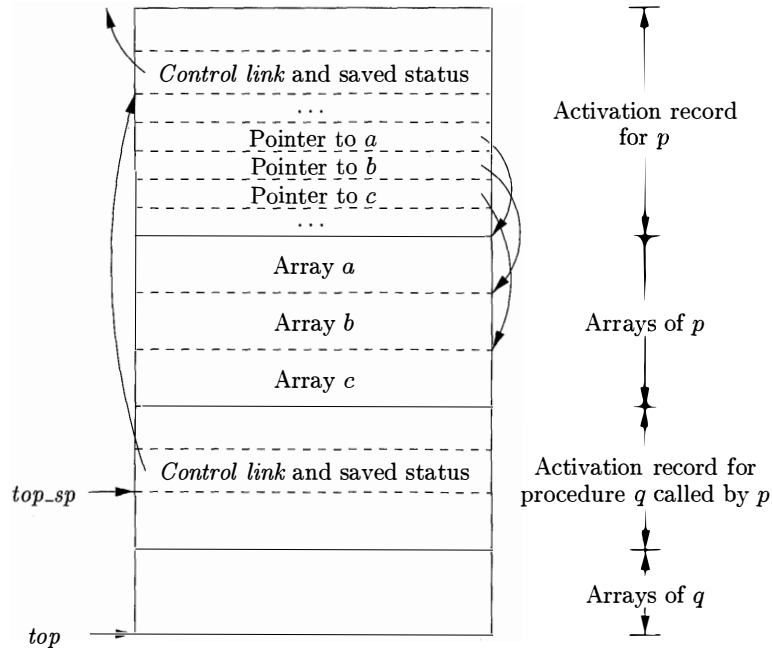 Control link and saved status
...
Pointer to a
Pointer to b
Pointer to c
...
Array a
Array b
Array c
Control link and saved status
top_sp
top
Activation record
for p
Arrays of p
Activation record for
procedure q called by p
Arrays of q